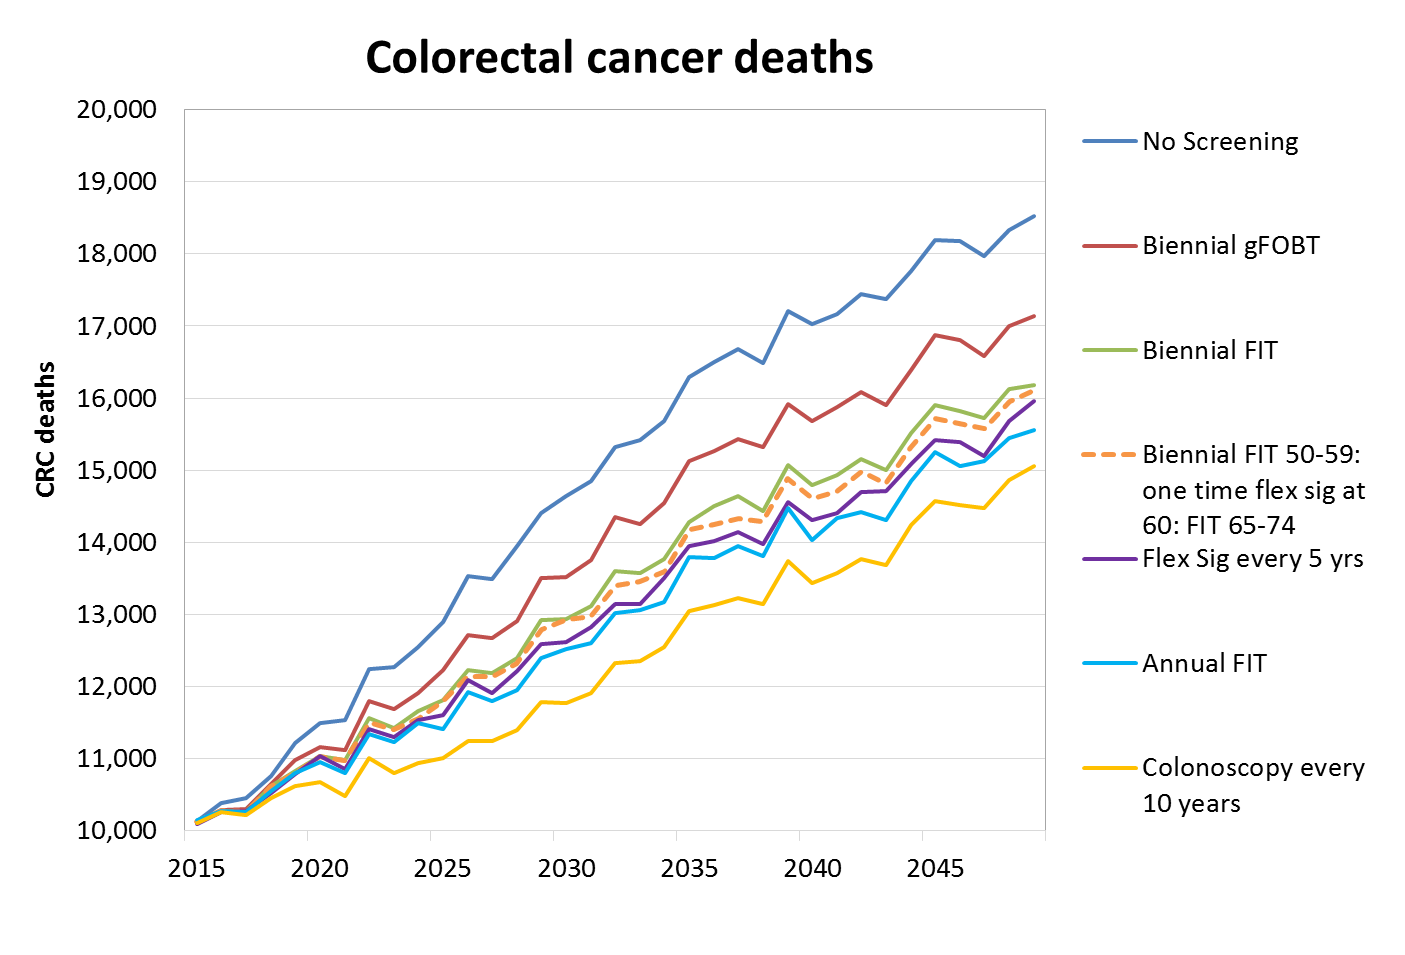 Colorectal cancer deaths
20,000
19,000
18,000
17,000
16,000
15,000
14,000
13,000
12,000
11,000
10,000
CRC deaths
2015
2020
2025
2030
2035
2040
2045
No Screening
Biennial gFOBT
Biennial FIT
Biennial FIT 50-59:
one time flex sig at
60: FIT 65-74
Flex Sig every 5 yrs
Annual FIT
Colonoscopy every
10 years